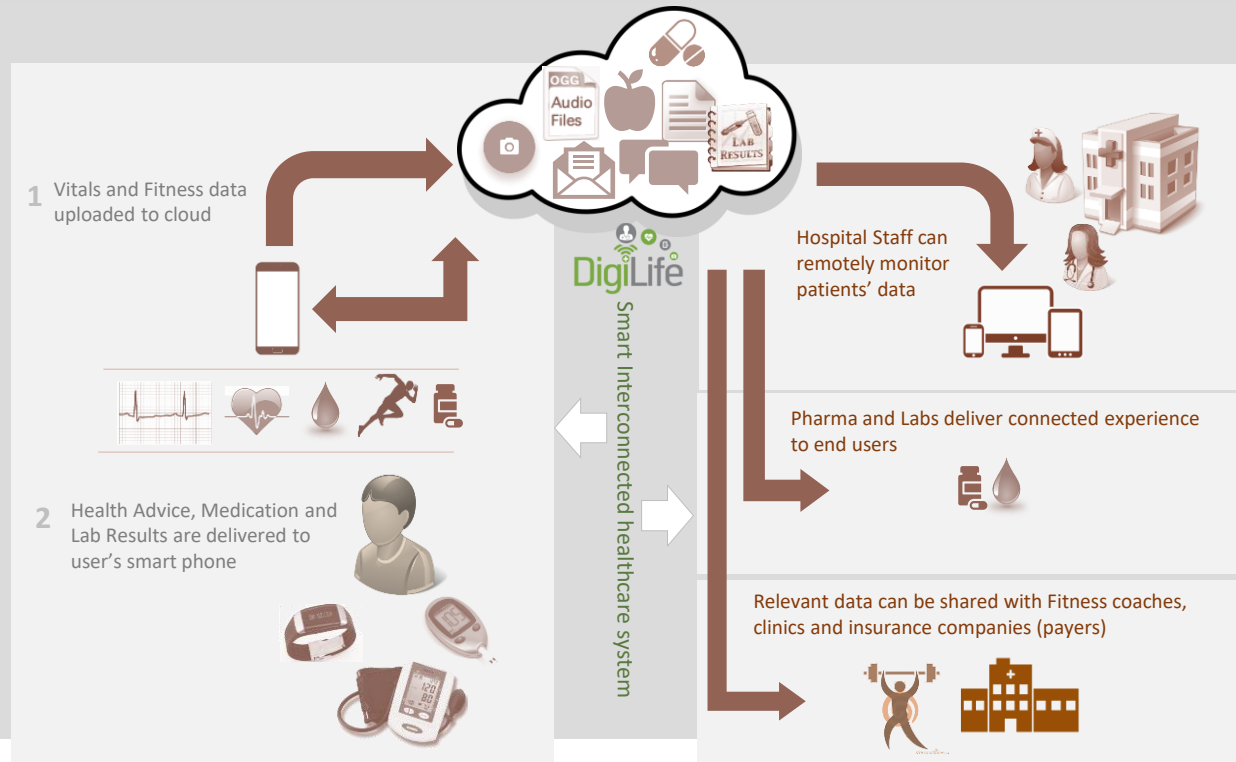 OGG
Audio
Files
LAB
RESULTS
1 Vitals and Fitness data
uploaded to cloud
DigiLife
Smart Interconnected healthcare system
Hospital Staff can
remotely monitor
patients’ data
Pharma and Labs deliver connected experience
to end users
2 Health Advice, Medication and
Lab Results are delivered to
user’s smart phone
105
120
80
Relevant data can be shared with Fitness coaches,
clinics and insurance companies (payers)